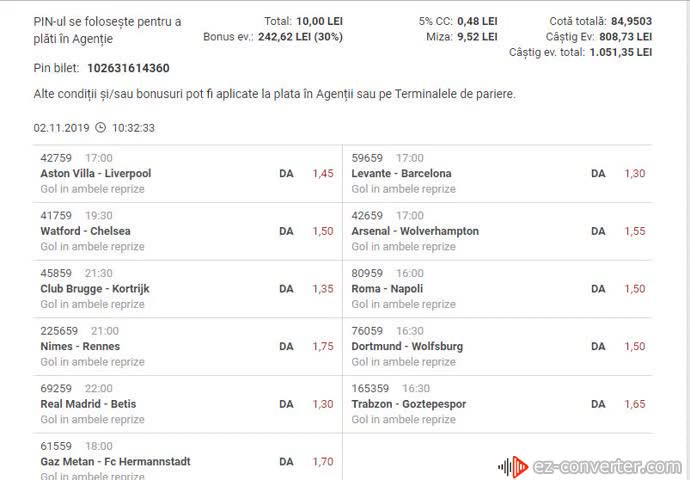 PIN-ul se folosește pentru a
plăti în Agenție
Total: 10,00 LEI
Bonus ev.: 242,62 LEI (30%)
5% CC: 0,48 LEI
Miza: 9,52 LEI
Cotă totală: 84,9503
Câștig Ev: 808,73 LEI
Câștig ev. total: 1.051,35 LEI
Pin bilet: 102631614360
Alte condiții și/sau bonusuri pot fi aplicate la plata în Agenții sau pe Terminalele de pariere.
02.11.2019 10:32:33
42759 17:00
Aston Villa - Liverpool DA 1,45
Gol in ambele reprize
59659 17:00
Levante - Barcelona DA 1,30
Gol in ambele reprize
41759 19:30
Watford - Chelsea DA 1,50
Gol in ambele reprize
42659 17:00
Arsenal - Wolverhampton DA 1,55
Gol in ambele reprize
45859 21:30
Club Brugge - Kortrijk DA 1,35
Gol in ambele reprize
80959 16:00
Roma - Napoli DA 1,50
Gol in ambele reprize
225659 21:00
Nimes - Rennes DA 1,75
Gol in ambele reprize
76059 16:30
Dortmund - Wolfsburg DA 1,50
Gol in ambele reprize
69259 22:00
Real Madrid - Betis DA 1,30
Gol in ambele reprize
165359 16:30
Trabzon - Goztepespor DA 1,65
Gol in ambele reprize
61559 18:00
Gaz Metan - Fc Hermannstadt DA 1,70
Gol in ambele reprize
ez-converter.com